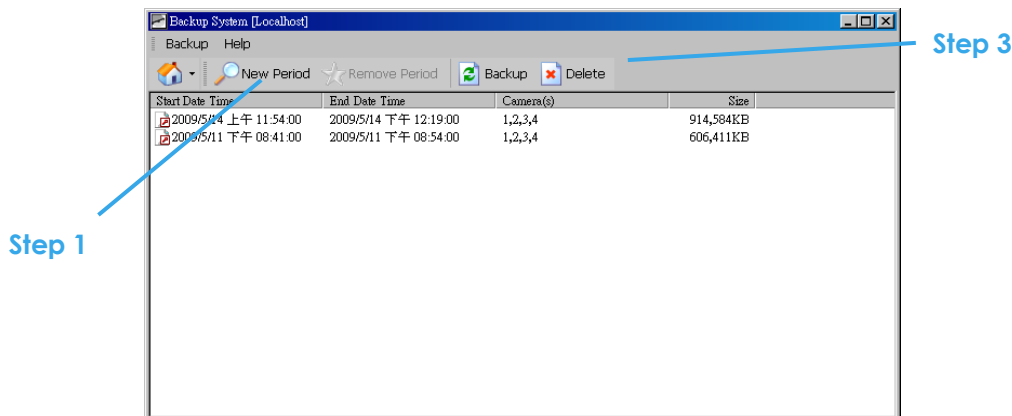 Backup System [Localhost]
Backup Help
Step 3
New Period Remove Period Backup Delete
Start Date Time End Date Time Camera(s) Size
2009/5/14 上午 11:54:00 2009/5/14 下午 12:19:00 1,2,3,4 914,584KB
2009/5/11 下午 08:41:00 2009/5/11 下午 08:54:00 1,2,3,4 606,411KB
Step 1